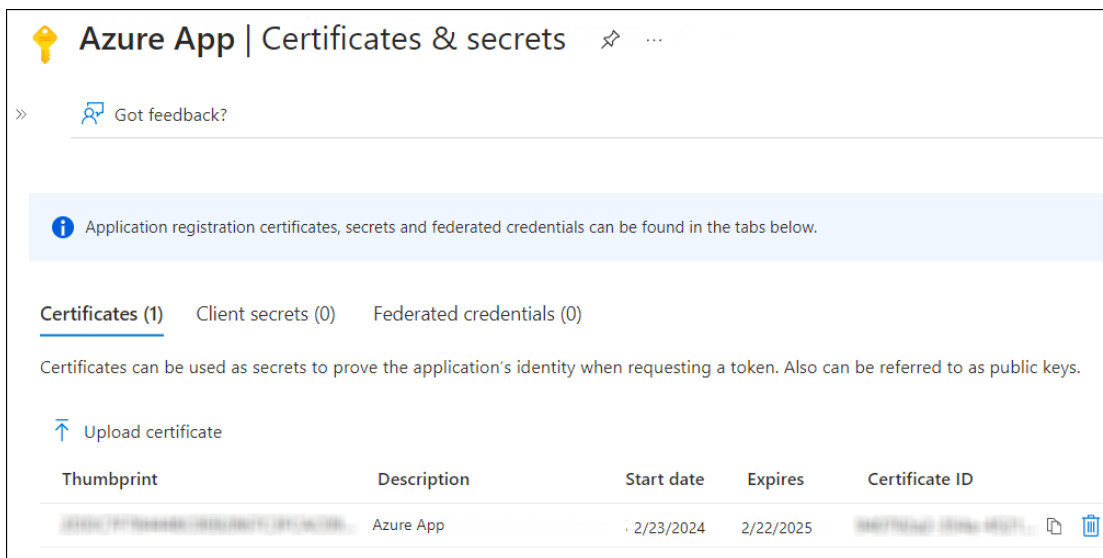 Azure App | Certificates & secrets ...
Got feedback?
Application registration certificates, secrets and federated credentials can be found in the tabs below.
Certificates (1) Client secrets (0) Federated credentials (0)
Certificates can be used as secrets to prove the application's identity when requesting a token. Also can be referred to as public keys.
Upload certificate
Thumbprint Description Start date Expires Certificate ID
Azure App 2/23/2024 2/22/2025